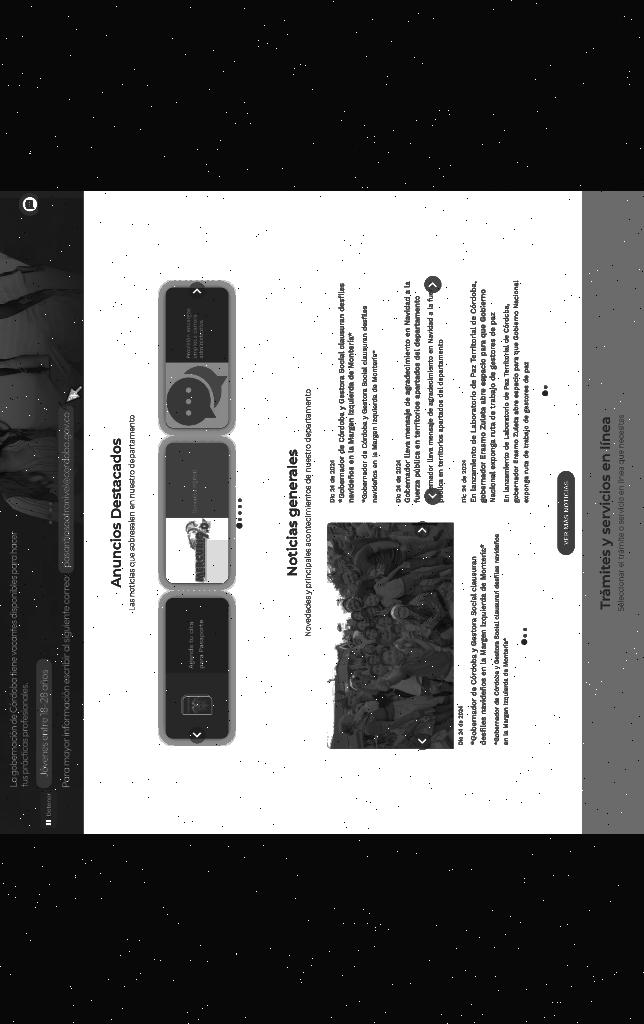 La gobernación de Córdoba tiene vacantes disponibles para hacer
tus prácticas profesionales.
Jóvenes entre 18-28 años
Detener
Para mayor información escribir al siguiente correo:
Anuncios Destacados
Las noticias que sobresalen en nuestro departamento
Agenda tu cita
para Pasaporte
Noticias generales
Novedades y principales acontecimientos de nuestro departamento
Dic 24 de 2024
*Gobernador de Córdoba y Gestora Social clausuran
desfiles navideños en la Margen Izquierda de Montería*
*Gobernador de Córdoba y Gestora Social clausuran desfiles navideños
en la Margen Izquierda de Montería*
Dic 24 de 2024
*Gobernador de Córdoba y Gestora Social clausuran desfiles
navideños en la Margen Izquierda de Montería*
*Gobernador de Córdoba y Gestora Social clausuran desfiles
navideños en la Margen Izquierda de Montería*
Dic 24 de 2024
Gobernador lleva mensaje de agradecimiento en Navidad a la
fuerza pública en territorios apartados del departamento
lleva mensaje de agradecimiento en Navidad a la
en territorios apartados del departamento
Dic 24 de 2024
En lanzamiento de Laboratorio de Paz Territorial de Córdoba,
gobernador Erasmo Zuleta abre espacio para que Gobierno
Nacional exponga ruta de trabajo de gestores de paz
En lanzamiento de Laboratorio de Paz Territorial de Córdoba,
gobernador Erasmo Zuleta abre espacio para que Gobierno Nacional
exponga ruta de trabajo de gestores de paz
VER MÁS NOTICIAS
Trámites y servicios en línea
Seleccionar el trámite o servicio en línea que necesitas